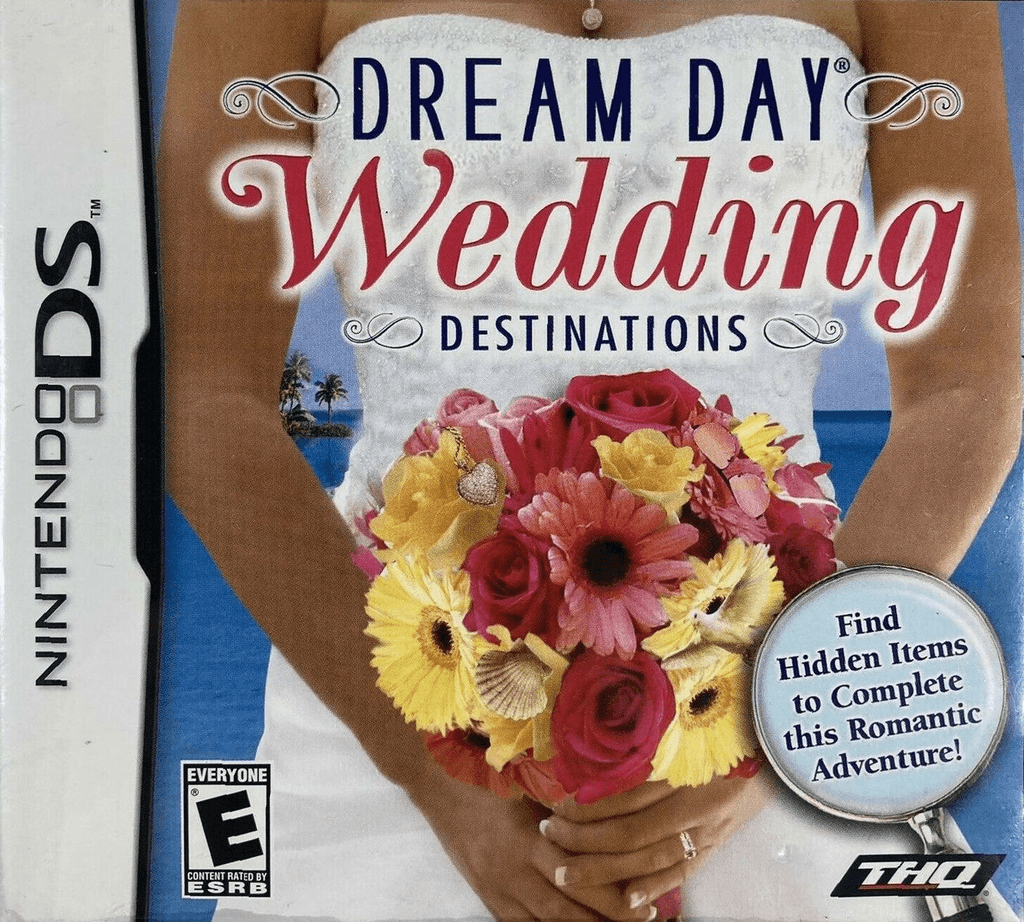 NINTENDO DS™
DREAM DAY®
Wedding
DESTINATIONS
Find
Hidden Items
to Complete
this Romantic
Adventure!
EVERYONE
E
®
CONTENT RATED BY
ESRB
THQ®